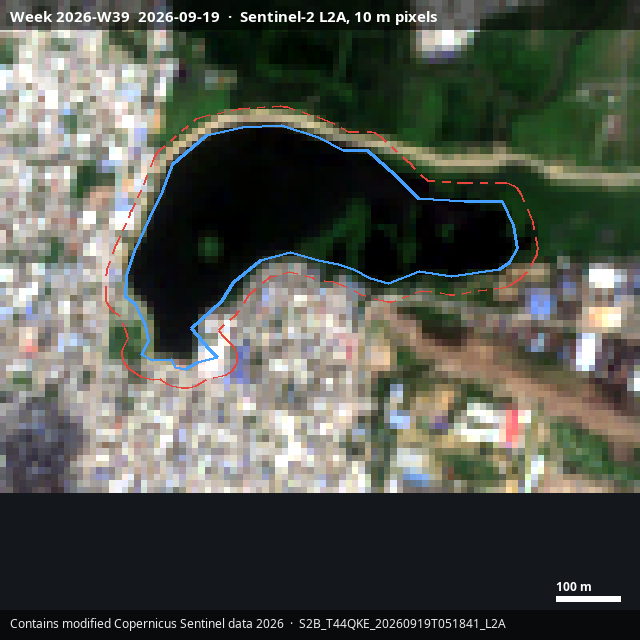 Week 2026-W39 2026-09-19 · Sentinel-2 L2A, 10 m pixels
100 m
Contains modified Copernicus Sentinel data 2026 · S2B_T44QKE_20260919T051841_L2A